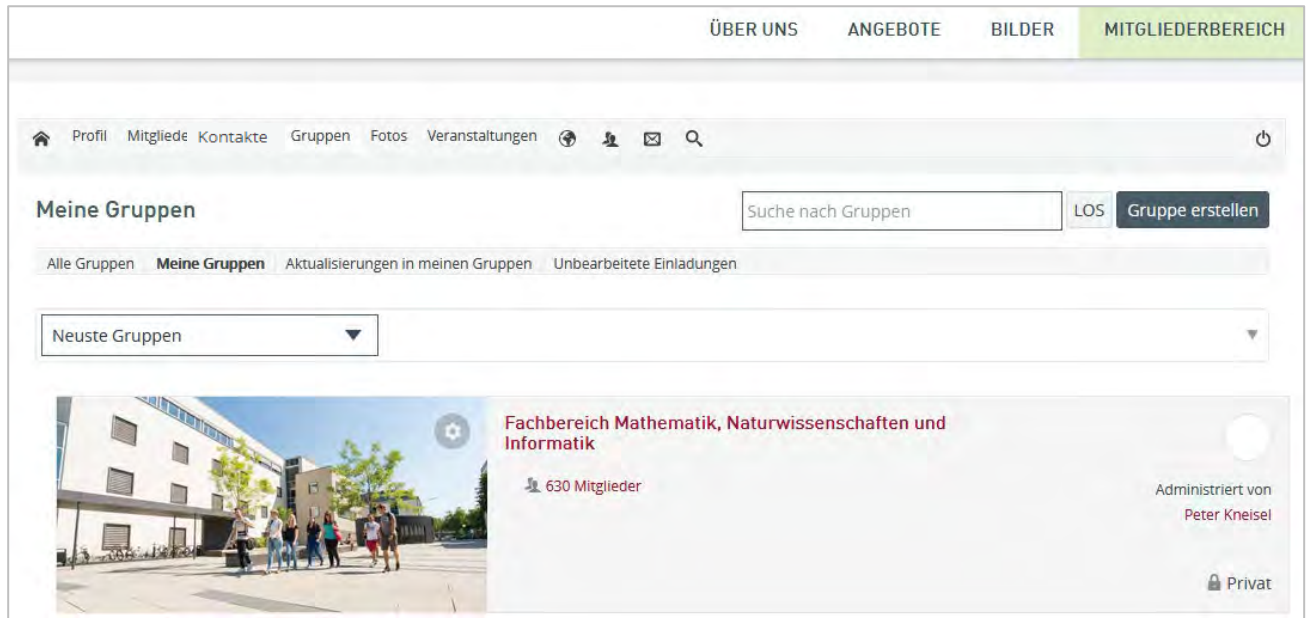 ÜBER UNS ANGEBOTE BILDER MITGLIEDERBEREICH
Profil Mitgliede Kontakte Gruppen Fotos Veranstaltungen
Meine Gruppen Suche nach Gruppen LOS Gruppe erstellen
Alle Gruppen Meine Gruppen Aktualisierungen in meinen Gruppen Unbearbeitete Einladungen
Neuste Gruppen
Fachbereich Mathematik, Naturwissenschaften und
Informatik
630 Mitglieder
Administriert von
Peter Kneisel
Privat